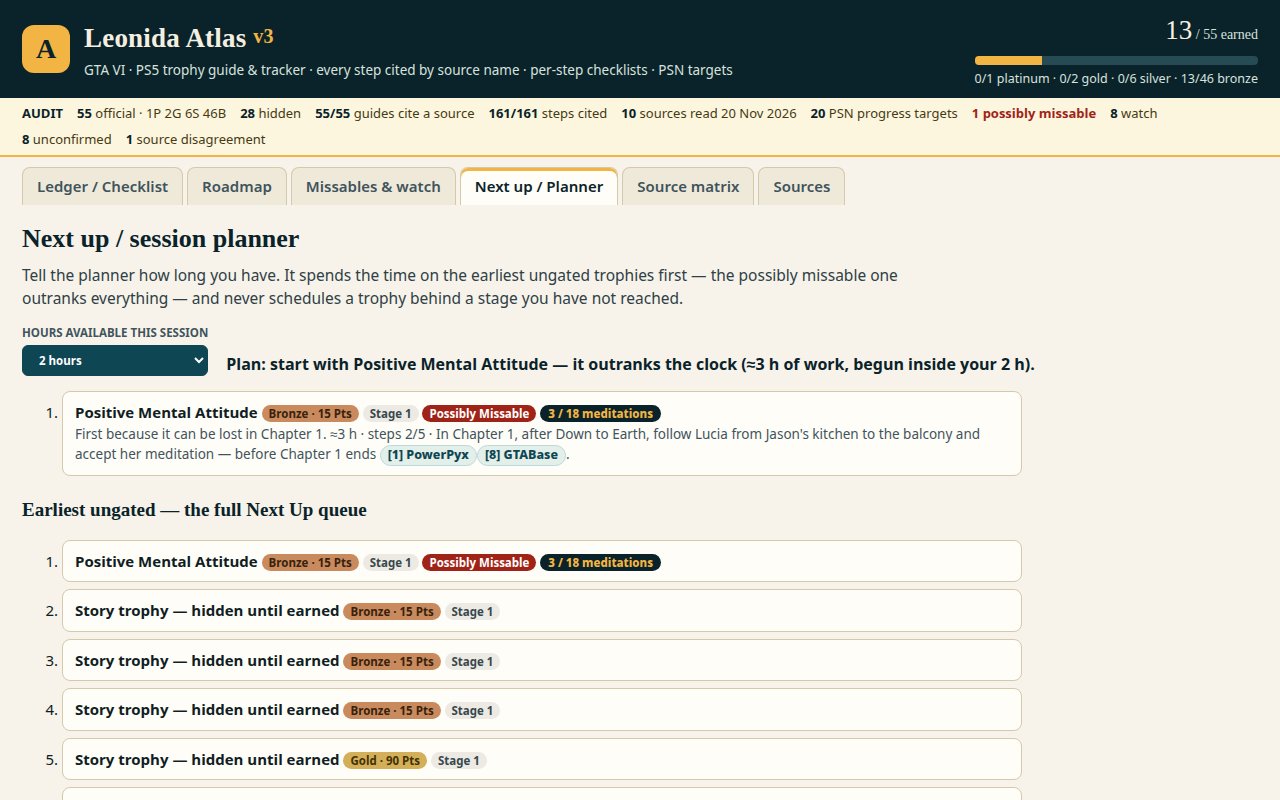 A
Leonida Atlas v3
GTA VI · PS5 trophy guide & tracker · every step cited by source name · per-step checklists · PSN targets
13 / 55 earned
0/1 platinum · 0/2 gold · 0/6 silver · 13/46 bronze
AUDIT 55 official · 1P 2G 6S 46B 28 hidden 55/55 guides cite a source 161/161 steps cited 10 sources read 20 Nov 2026 20 PSN progress targets 1 possibly missable 8 watch
8 unconfirmed 1 source disagreement
Ledger / Checklist Roadmap Missables & watch Next up / Planner Source matrix Sources
Next up / session planner
Tell the planner how long you have. It spends the time on the earliest ungated trophies first — the possibly missable one
outranks everything — and never schedules a trophy behind a stage you have not reached.
HOURS AVAILABLE THIS SESSION
2 hours
Plan: start with Positive Mental Attitude — it outranks the clock (≈3 h of work, begun inside your 2 h).
1. Positive Mental Attitude Bronze · 15 Pts Stage 1 Possibly Missable 3 / 18 meditations
First because it can be lost in Chapter 1. ≈3 h · steps 2/5 · In Chapter 1, after Down to Earth, follow Lucia from Jason's kitchen to the balcony and
accept her meditation — before Chapter 1 ends [1] PowerPyx [8] GTABase.
Earliest ungated — the full Next Up queue
1. Positive Mental Attitude Bronze · 15 Pts Stage 1 Possibly Missable 3 / 18 meditations
2. Story trophy — hidden until earned Bronze · 15 Pts Stage 1
3. Story trophy — hidden until earned Bronze · 15 Pts Stage 1
4. Story trophy — hidden until earned Bronze · 15 Pts Stage 1
5. Story trophy — hidden until earned Gold · 90 Pts Stage 1